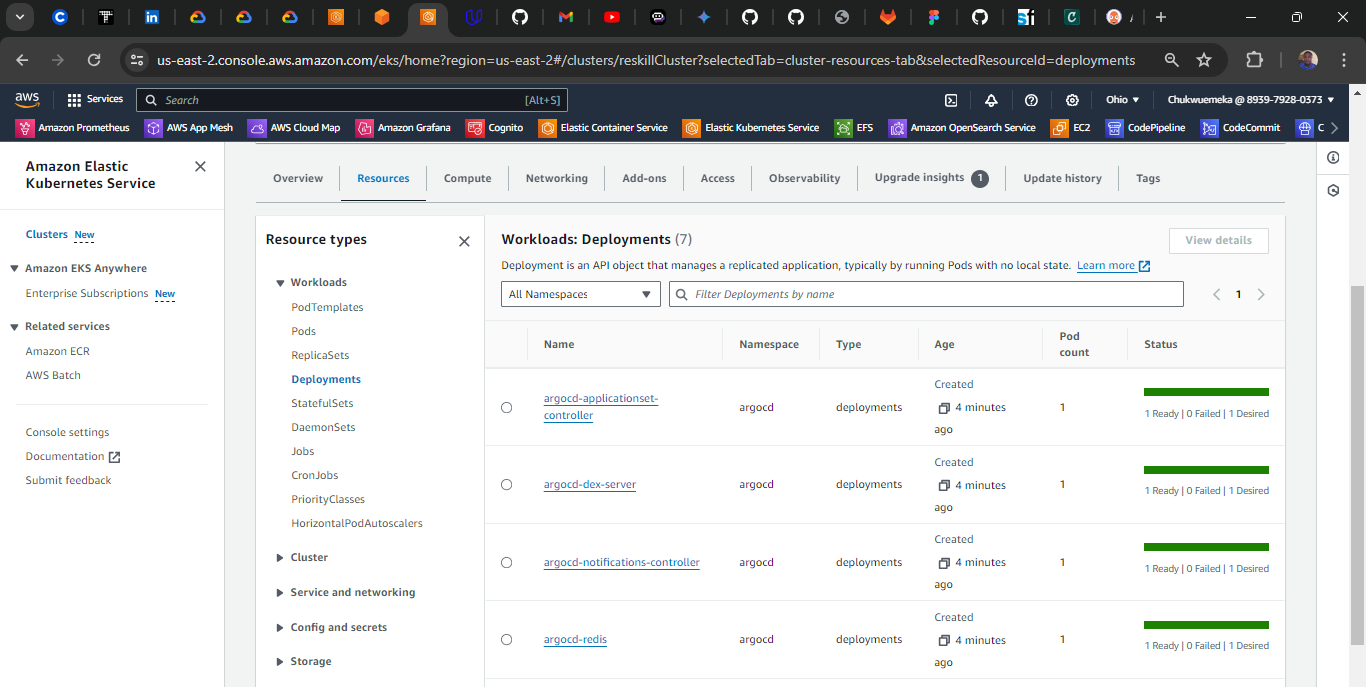 us-east-2.console.aws.amazon.com/eks/home?region=us-east-2#/clusters/reskillCluster?selectedTab=cluster-resources-tab&selectedResourceId=deployments
aws
Services
Search
[Alt+S]
Ohio
Chukwuemeka @ 8939-7928-0373
Amazon Prometheus
AWS App Mesh
AWS Cloud Map
Amazon Grafana
Cognito
Elastic Container Service
Elastic Kubernetes Service
EFS
Amazon OpenSearch Service
EC2
CodePipeline
CodeCommit
C
Amazon Elastic
Kubernetes Service
Clusters New
Amazon EKS Anywhere
Enterprise Subscriptions New
Related services
Amazon ECR
AWS Batch
Console settings
Documentation
Submit feedback
Overview
Resources
Compute
Networking
Add-ons
Access
Observability
Upgrade insights 1
Update history
Tags
Resource types
Workloads
PodTemplates
Pods
ReplicaSets
Deployments
StatefulSets
DaemonSets
Jobs
CronJobs
PriorityClasses
HorizontalPodAutoscalers
Cluster
Service and networking
Config and secrets
Storage
Workloads: Deployments (7)
View details
Deployment is an API object that manages a replicated application, typically by running Pods with no local state. Learn more
All Namespaces
Filter Deployments by name
1
Name
Namespace
Type
Age
Pod
count
Status
argocd-applicationset-
controller
argocd
deployments
Created
4 minutes
ago
1
1 Ready | 0 Failed | 1 Desired
argocd-dex-server
argocd
deployments
Created
4 minutes
ago
1
1 Ready | 0 Failed | 1 Desired
argocd-notifications-controller
argocd
deployments
Created
4 minutes
ago
1
1 Ready | 0 Failed | 1 Desired
argocd-redis
argocd
deployments
Created
4 minutes
ago
1
1 Ready | 0 Failed | 1 Desired